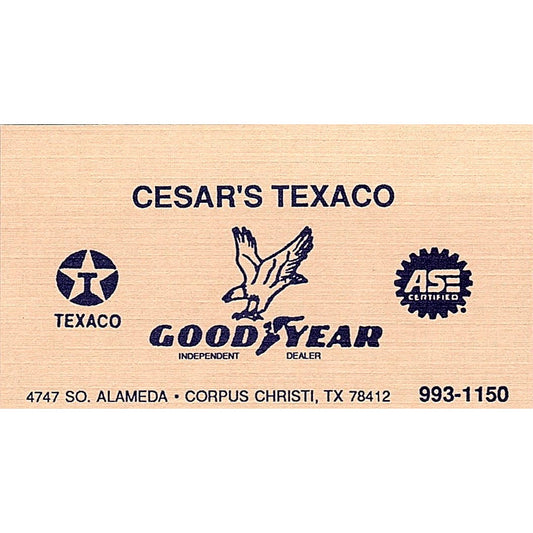 CESAR'S TEXACO
T
TEXACO
ASE
CERTIFIED
GOODYEAR
INDEPENDENT DEALER
4747 SO. ALAMEDA • CORPUS CHRISTI, TX 78412 993-1150